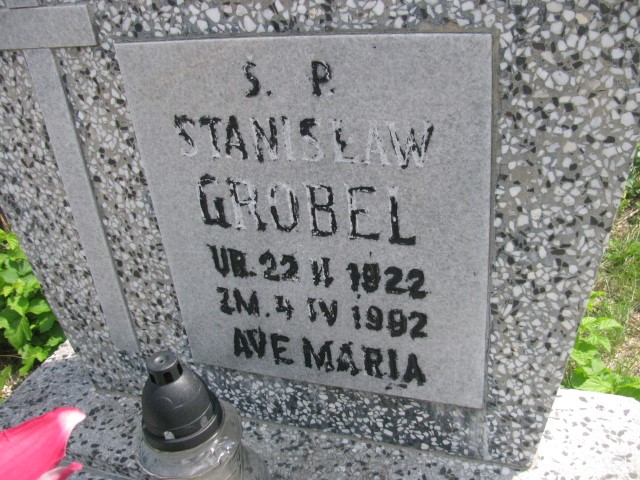 S. P.
STANISŁAW
GROBEL
UR. 22 II 1922
ZM. 4 IV 1992
AVE MARIA